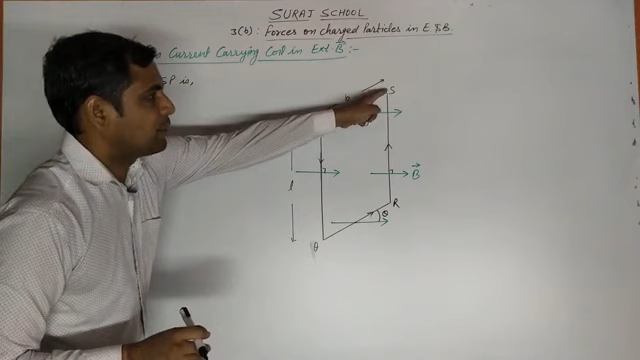 SURAJ SCHOOL
3(b): Forces on charged Particles in E & B.
Current Carrying Coil in Ext. B⃗ :-
SP is,
b
S
l
B⃗
R
θ
Q